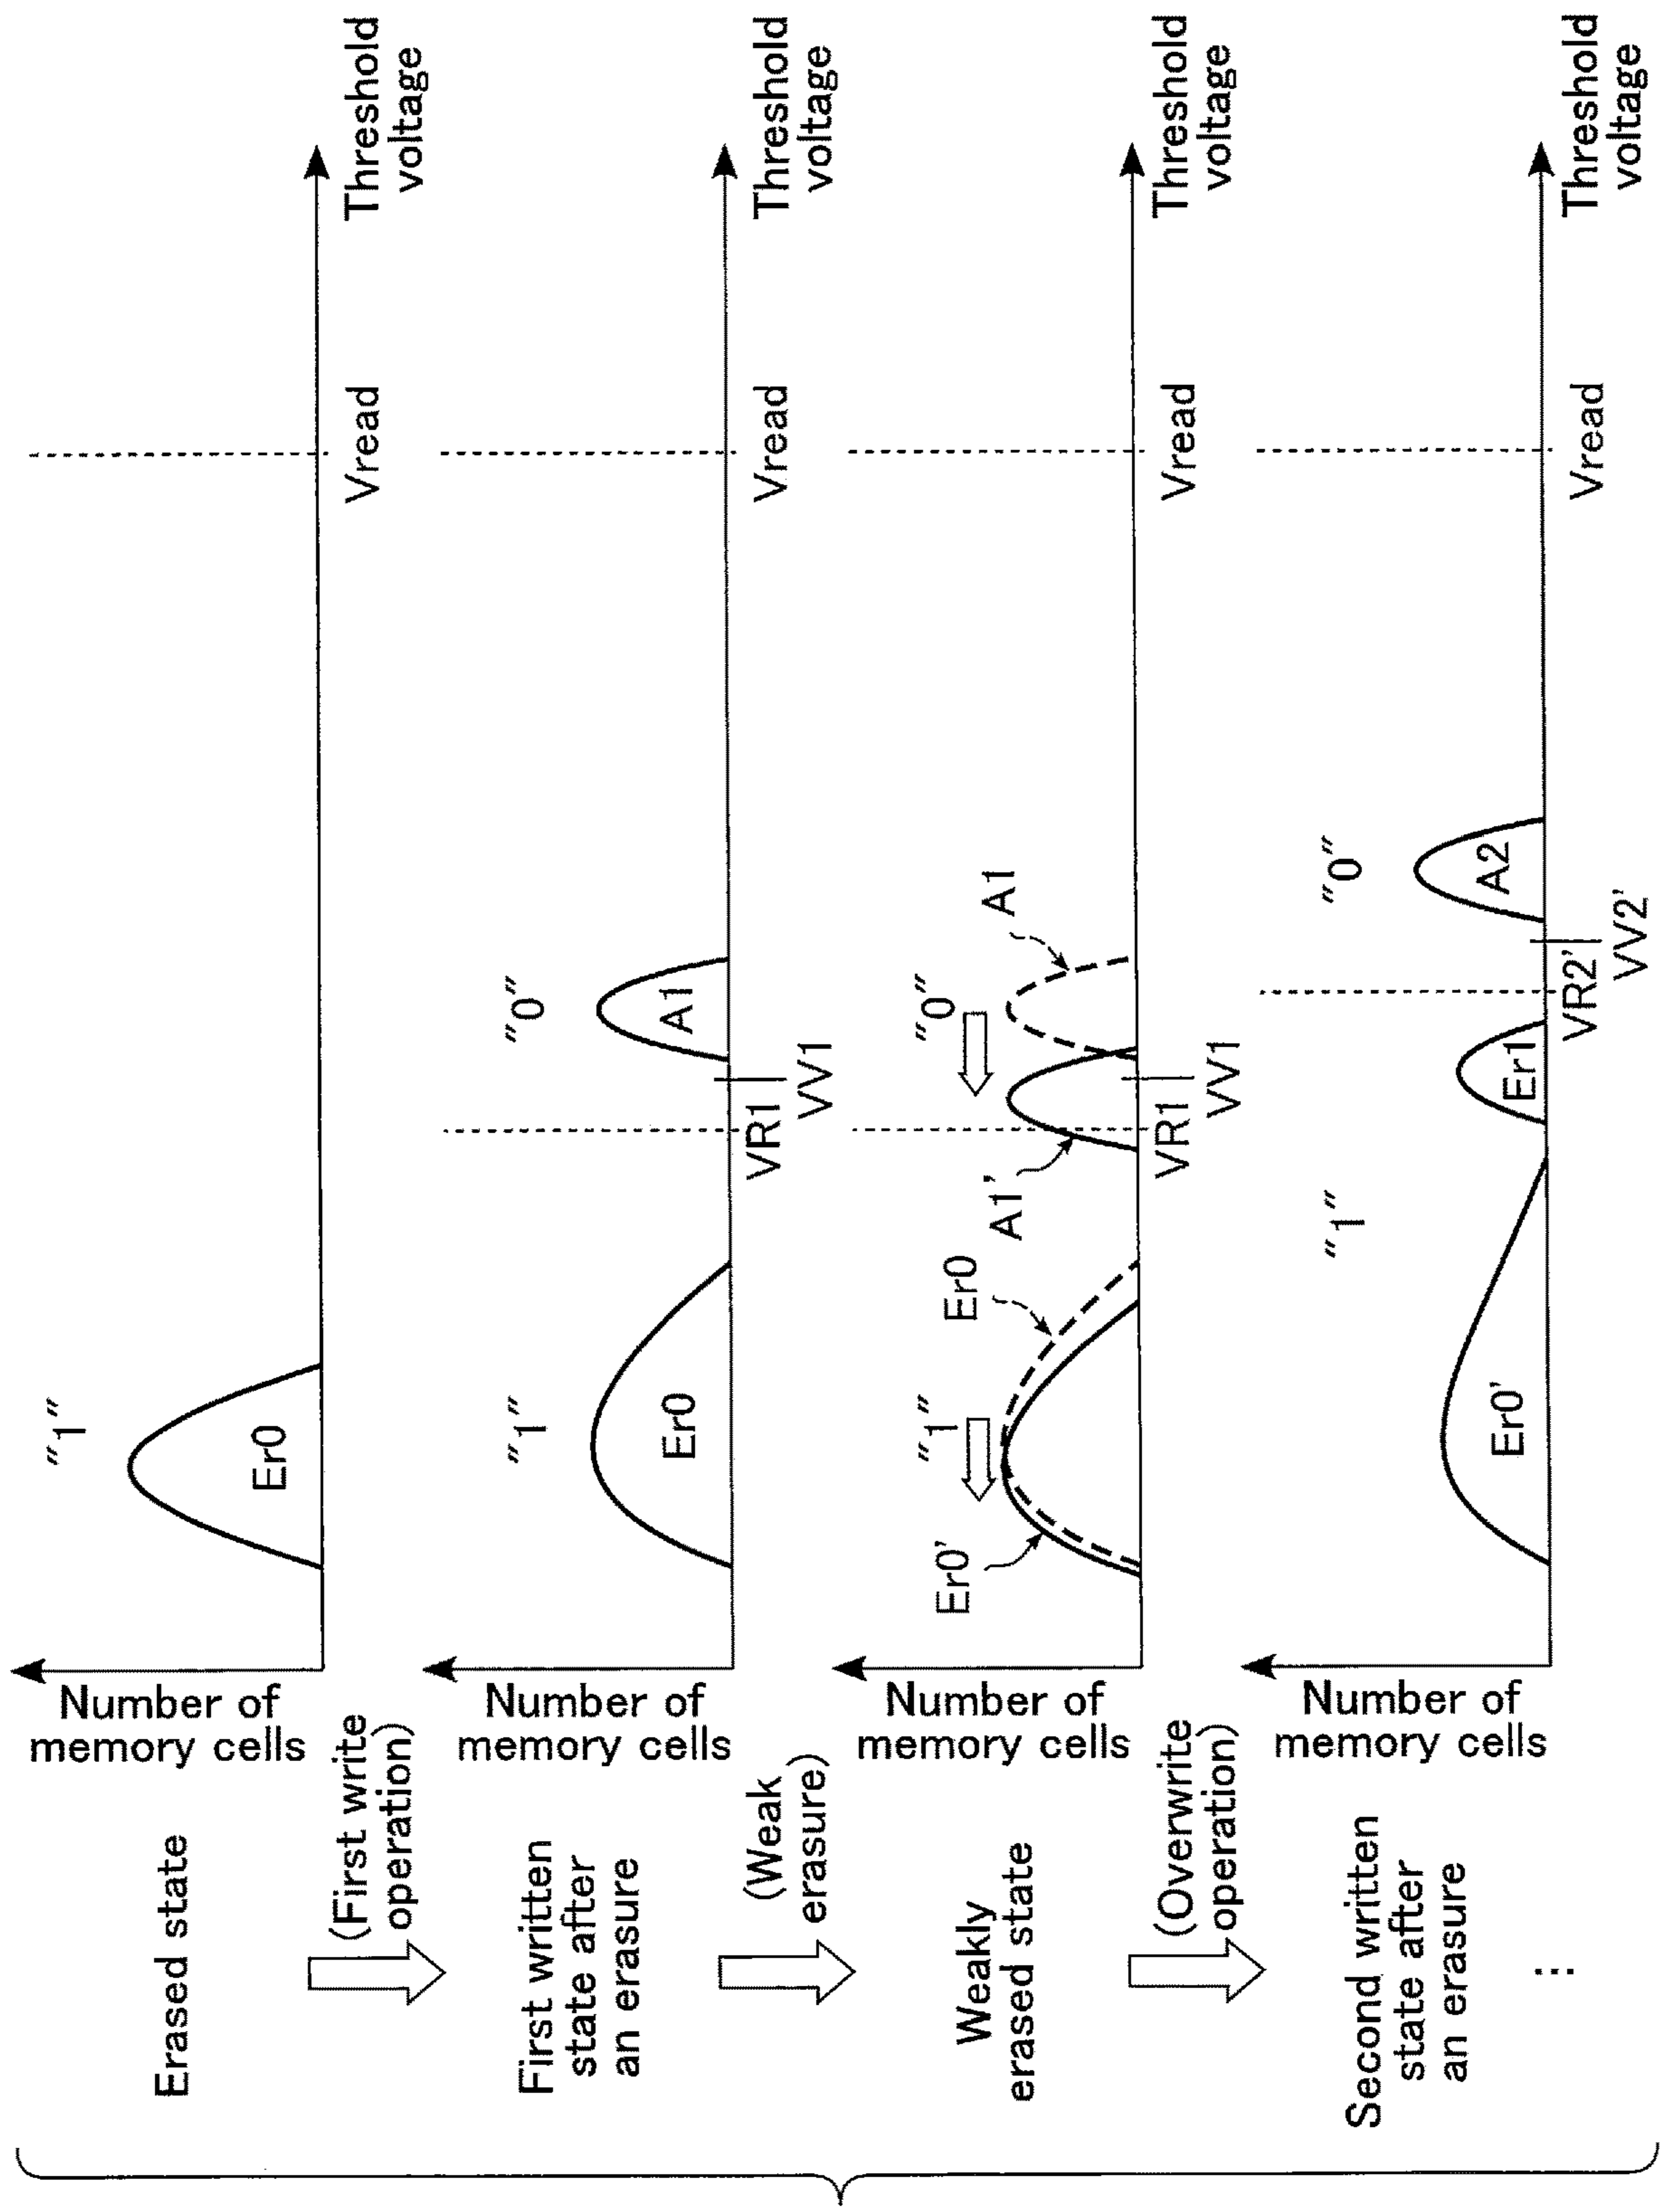 Erased state
(First write
operation)
Number of
memory cells
"1"
Er0
Vread
Threshold
voltage
First written
state after
an erasure
(Weak
erasure)
Number of
memory cells
"1"
Er0
"0"
A1
VR1
VV1
Vread
Threshold
voltage
Weakly
erased state
(Overwrite
operation)
Number of
memory cells
"1"
Er0'
Er0
"0"
A1'
A1
VR1
VV1
Vread
Threshold
voltage
Second written
state after
an erasure
...
Number of
memory cells
"1"
Er0'
Er1
"0"
A2
VR2'
VV2'
Vread
Threshold
voltage